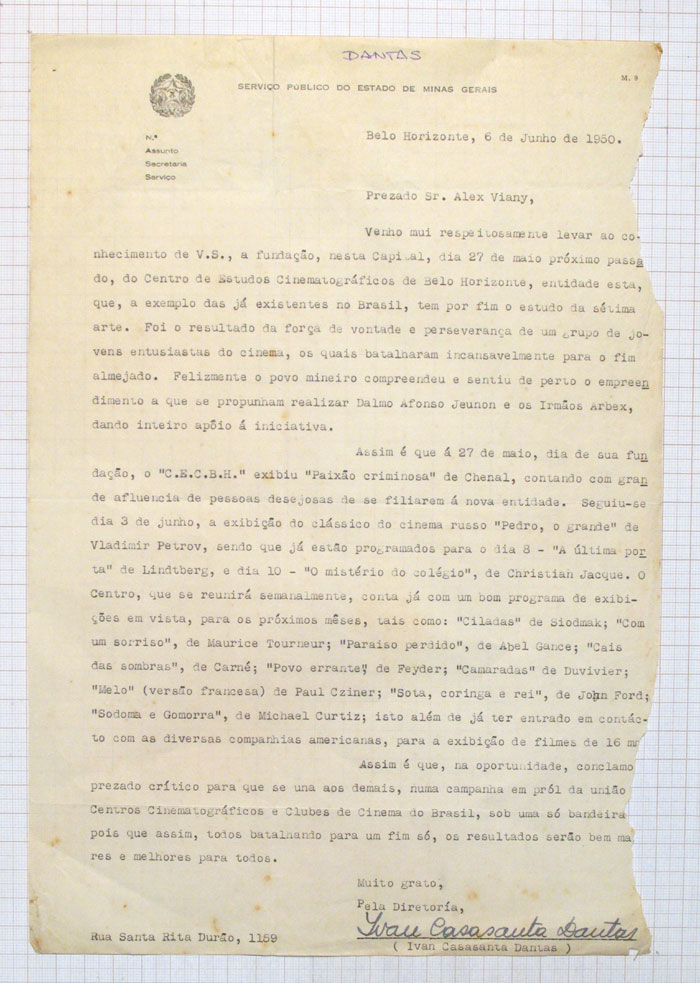 DANTAS
M. 9
SERVIÇO PÚBLICO DO ESTADO DE MINAS GERAIS
N.º
Assunto
Secretaria
Serviço
Belo Horizonte, 6 de Junho de 1950.
Prezado Sr. Alex Viany,
Venho mui respeitosamente levar ao co-
nhecimento de V.S., a fundação, nesta Capital, dia 27 de maio próximo passa
do, do Centro de Estudos Cinematográficos de Belo Horizonte, entidade esta,
que, a exemplo das já existentes no Brasil, tem por fim o estudo da sétima
arte. Foi o resultado da força de vontade e perseverança de um grupo de jo-
vens entusiastas do cinema, os quais batalharam incansavelmente para o fim
almejado. Felizmente o povo mineiro compreendeu e sentiu de perto o empreen
dimento a que se propunham realizar Dalmo Afonso Jeunon e os Irmãos Arbex,
dando inteiro apôio á iniciativa.
Assim é que á 27 de maio, dia de sua fun
dação, o "C.E.C.B.H." exibiu "Paixão criminosa" de Chenal, contando com gran
de afluencia de pessoas desejosas de se filiarem á nova entidade. Seguiu-se
dia 3 de junho, a exibição do clássico do cinema russo "Pedro, o grande" de
Vladimir Petrov, sendo que já estão programados para o dia 8 - "A última por
ta" de Lindtberg, e dia 10 - "O mistério do colégio", de Christian Jacque. O
Centro, que se reunirá semanalmente, conta já com um bom programa de exibi-
ções em vista, para os próximos mêses, tais como: "Ciladas" de Siodmak; "Com
um sorriso", de Maurice Tourneur; "Paraiso perdido", de Abel Gance; "Cais
das sombras", de Carné; "Povo errante", de Feyder; "Camaradas" de Duvivier;
"Melo" (versão francesa) de Paul Cziner; "Sota, coringa e rei", de John Ford;
"Sodoma e Gomorra", de Michael Curtiz; isto além de já ter entrado em contác-
to com as diversas companhias americanas, para a exibição de filmes de 16 mm
Assim é que, na oportunidade, conclamo
prezado crítico para que se una aos demais, numa campanha em pról da união
Centros Cinematográficos e Clubes de Cinema do Brasil, sob uma só bandeira
pois que assim, todos batalhando para um fim só, os resultados serão bem ma
res e melhores para todos.
Muito grato,
Pela Diretoría,
Ivan Casasanta Dantas
( Ivan Casasanta Dantas )
Rua Santa Rita Durão, 1159